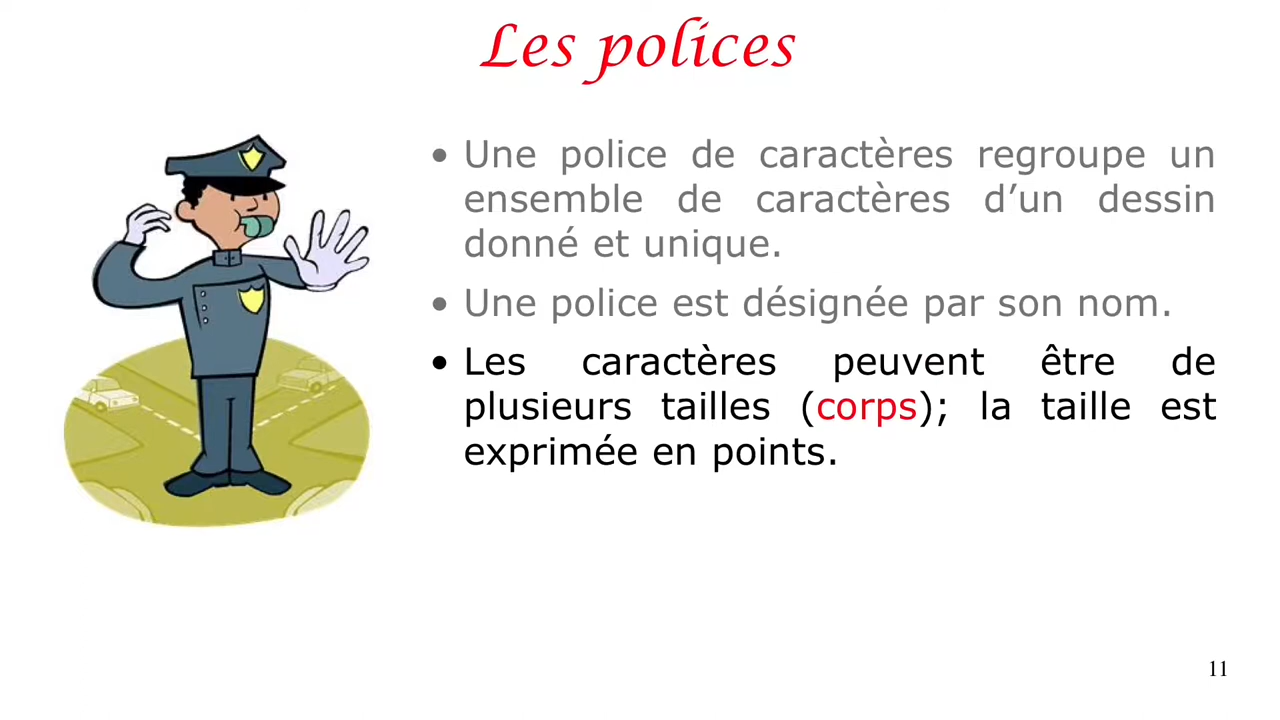 Les polices
• Une police de caractères regroupe un
ensemble de caractères d’un dessin
donné et unique.
• Une police est désignée par son nom.
• Les caractères peuvent être de
plusieurs tailles (corps); la taille est
exprimée en points.
11